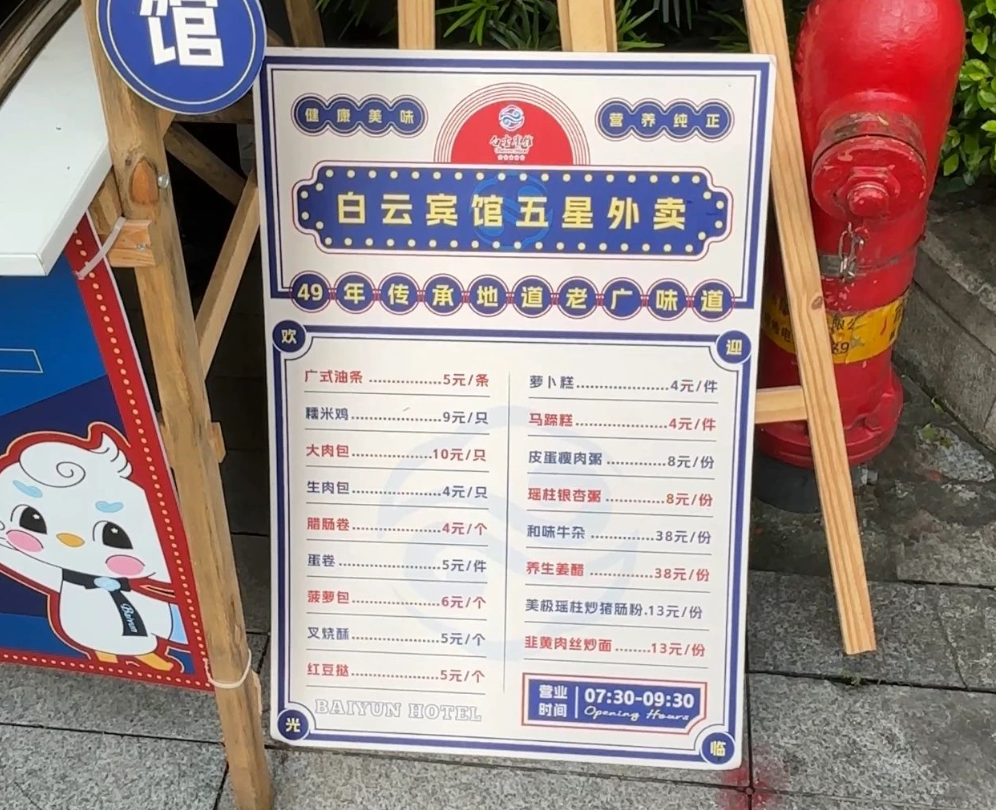 馆
健康美味
营养纯正
白云宾馆
白云宾馆五星外卖
49年传承地道老广味道
欢
迎
广式油条..................5元/条
糯米鸡......................9元/只
大肉包.....................10元/只
生肉包......................4元/只
腊肠卷......................4元/个
蛋卷..........................5元/件
菠萝包......................6元/个
叉烧酥......................5元/个
红豆挞......................5元/个
BAIYUN HOTEL
萝卜糕......................4元/件
马蹄糕......................4元/件
皮蛋瘦肉粥...............8元/份
瑶柱银杏粥...............8元/份
和味牛杂.................38元/份
养生姜醋.................38元/份
美极瑶柱炒猪肠粉.13元/份
韭黄肉丝炒面........13元/份
营业时间
07:30-09:30
Opening Hours
光
临
Baiyun